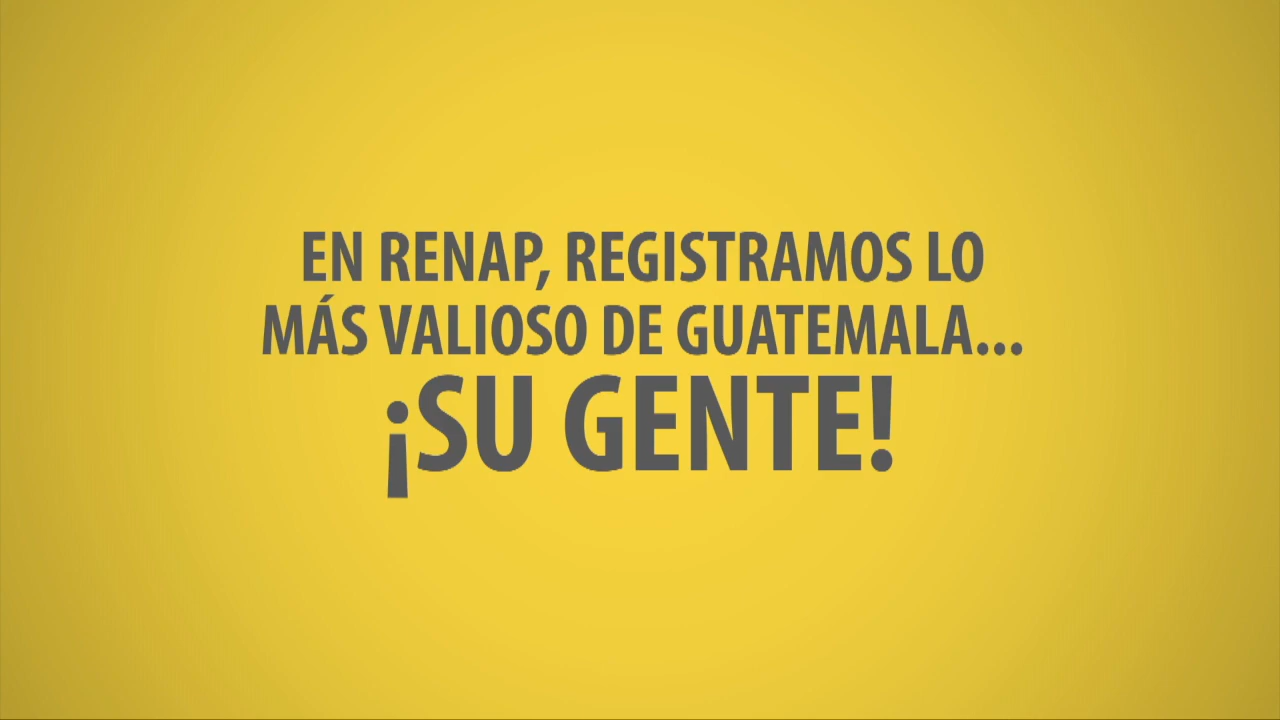 EN RENAP, REGISTRAMOS LO
MÁS VALIOSO DE GUATEMALA...
¡SU GENTE!